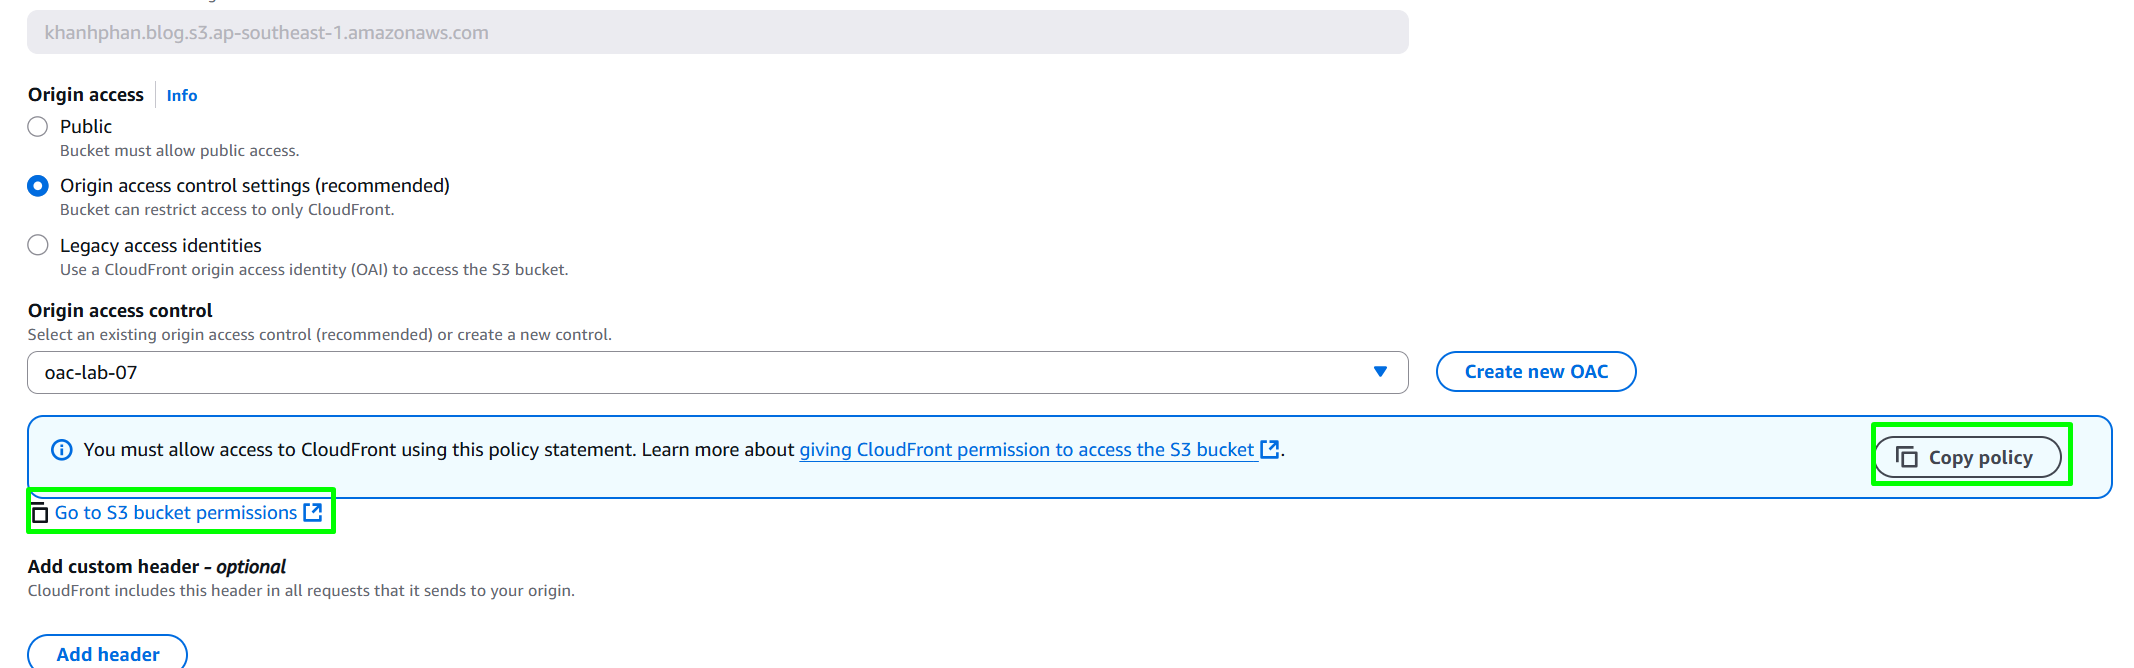 khanhphan.blog.s3.ap-southeast-1.amazonaws.com
Origin access Info
Public
Bucket must allow public access.
Origin access control settings (recommended)
Bucket can restrict access to only CloudFront.
Legacy access identities
Use a CloudFront origin access identity (OAI) to access the S3 bucket.
Origin access control
Select an existing origin access control (recommended) or create a new control.
oac-lab-07
Create new OAC
You must allow access to CloudFront using this policy statement. Learn more about giving CloudFront permission to access the S3 bucket.
Copy policy
Go to S3 bucket permissions
Add custom header - optional
CloudFront includes this header in all requests that it sends to your origin.
Add header